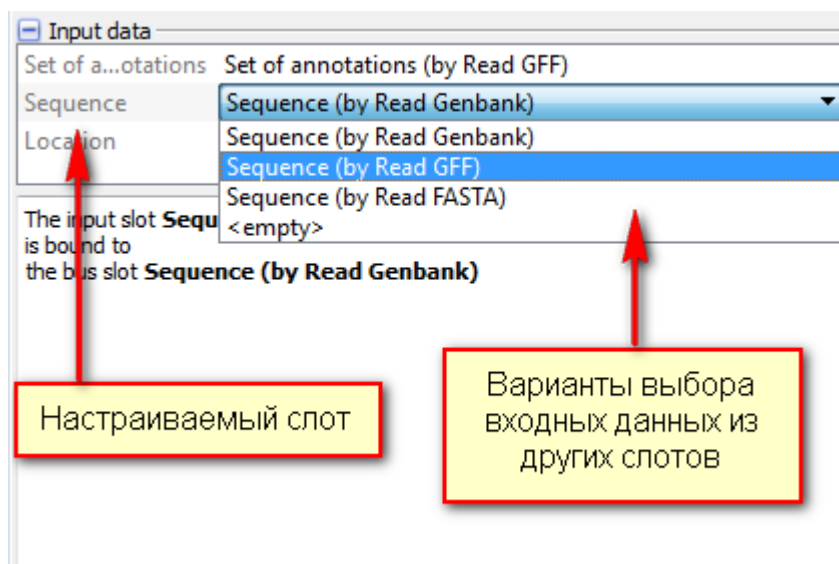 Input data
Set of a...otations Set of annotations (by Read GFF)
Sequence Sequence (by Read Genbank)
Location Sequence (by Read Genbank)
Sequence (by Read GFF)
Sequence (by Read FASTA)
<empty>
The input slot Sequ
is bound to
the bus slot Sequence (by Read Genbank)
Настраиваемый слот
Варианты выбора
входных данных из
других слотов